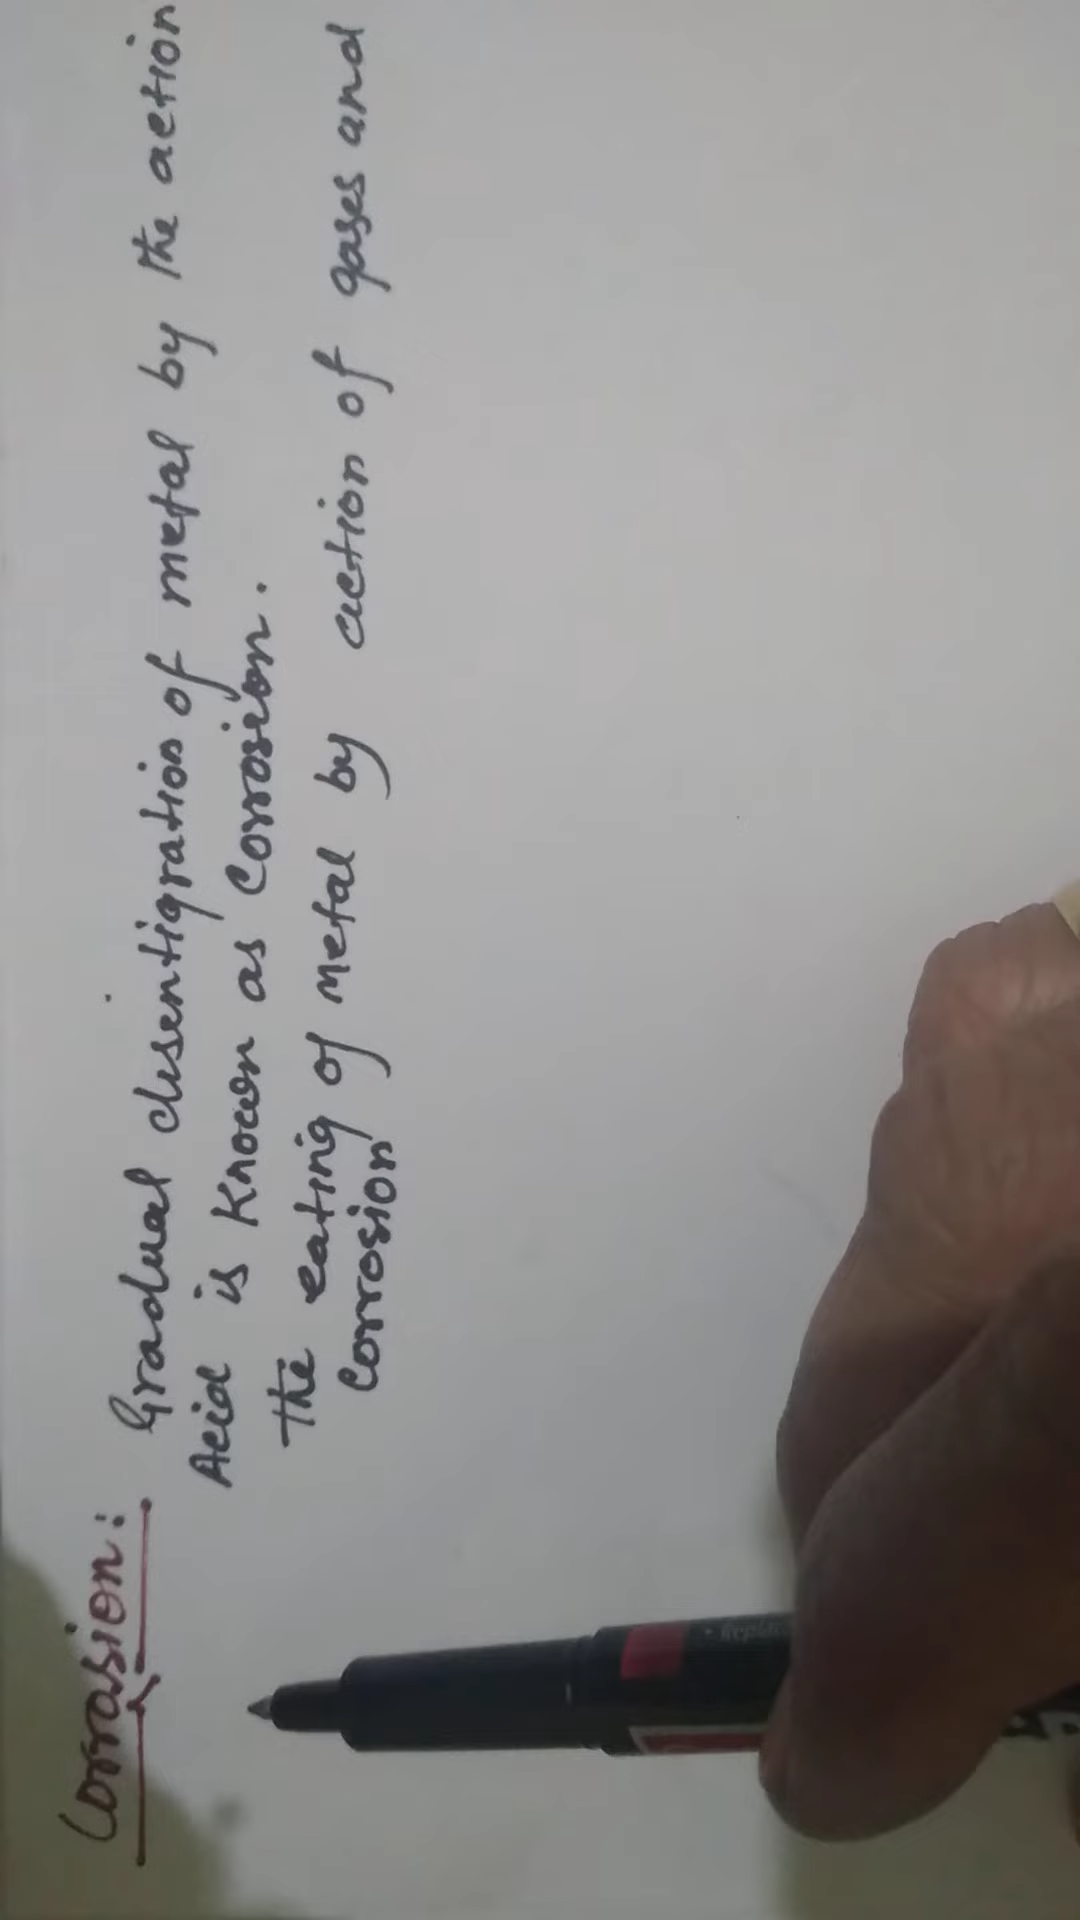 Corrosion:
Gradual disentigration of metal by the action
Acid is Known as Corrosion.
The eating of Metal by action of gases and
Corrosion